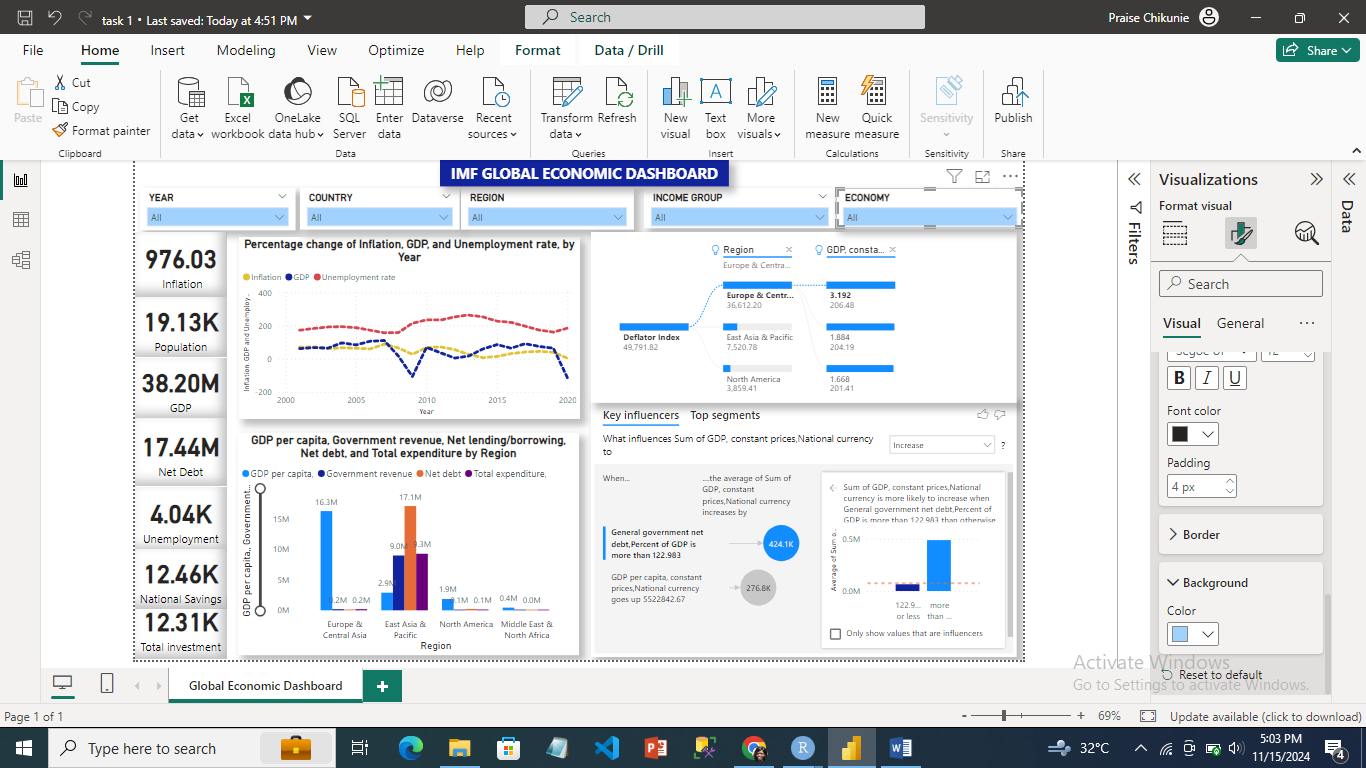 task 1 • Last saved: Today at 4:51 PM
Search
Praise Chikunie
File
Home
Insert
Modeling
View
Optimize
Help
Format
Data / Drill
Share
Paste
Cut
Copy
Format painter
Get data
Excel workbook
OneLake data hub
SQL Server
Enter data
Dataverse
Recent sources
Transform data
Refresh
New visual
Text box
More visuals
New measure
Quick measure
Sensitivity
Publish
Clipboard
Data
Queries
Insert
Calculations
Sensitivity
Share
IMF GLOBAL ECONOMIC DASHBOARD
YEAR
All
COUNTRY
All
REGION
All
INCOME GROUP
All
ECONOMY
All
976.03
Inflation
19.13K
Population
38.20M
GDP
17.44M
Net Debt
4.04K
Unemployment
12.46K
National Savings
12.31K
Total investment
Percentage change of Inflation, GDP, and Unemployment rate, by
Year
Inflation GDP Unemployment rate
Inflation GDP and Unemploy...
400
200
0
-200
2000 2005 2010 2015 2020
Year
GDP per capita, Government revenue, Net lending/borrowing,
Net debt, and Total expenditure by Region
GDP per capita, Government revenue Net debt Total expenditure,
GDP per capita, Government...
15M
10M
5M
0M
16.3M
0.2M 0.2M
2.9M
9.0M
17.1M
9.3M
1.9M
0.1M 0.1M
0.4M 0.0M
Europe &
Central Asia
East Asia &
Pacific
North America
Middle East &
North Africa
Region
Region
Europe & Centra...
GDP, consta...
Deflator Index
49,791.82
Europe & Centr...
36,612.20
East Asia & Pacific
7,520.78
North America
3,859.41
3.192
206.48
1.884
204.19
1.668
201.41
Key influencers
Top segments
What influences Sum of GDP, constant prices,National currency
to
Increase
?
When...
...the average of Sum of
GDP, constant
prices,National currency
increases by
General government net
debt,Percent of GDP is
more than 122.983
424.1K
GDP per capita, constant
prices,National currency
goes up 5522842.67
276.8K
Sum of GDP, constant prices,National
currency is more likely to increase when
General government net debt,Percent of
GDP is more than 122.983 than otherwise
Average of Sum o...
0.5M
0.0M
122.9...
or less
more
than ...
Only show values that are influencers
Filters
Visualizations
Format visual
Search
Visual
General
Segoe UI
12
B I U
Font color
Padding
4 px
Border
Background
Color
Reset to default
Data
Activate Windows
Go to Settings to activate Windows.
Global Economic Dashboard
+
Page 1 of 1
- + 69%
Update available (click to download)
Type here to search
32°C
5:03 PM
11/15/2024
4